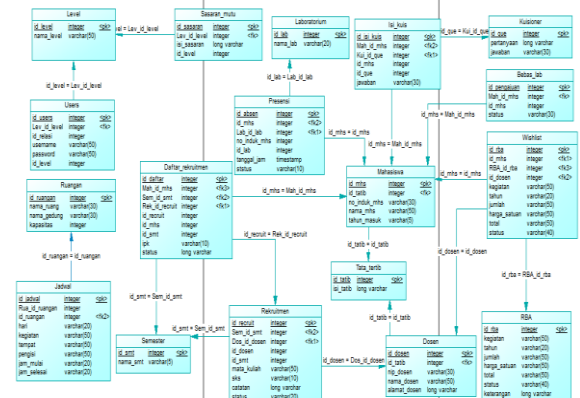 Level
id_level integer <pk>
nama_level varchar(50)
Sasaran_mutu
id_sasaran integer <pk>
Lev_id_level integer <fk>
isi_sasaran long varchar
id_level integer
Laboratorium
id_lab integer <pk>
nama_lab varchar(20)
Isi_kuis
id_isi_kuis integer <pk>
Mah_id_mhs integer <fk2>
Kui_id_que integer <fk1>
id_mhs integer
id_que integer
jawaban varchar(30)
Kuisioner
id_que integer <pk>
pertanyaan long varchar
jawaban varchar(30)
el = Lev_id_level
id_que = Kui_id_que
id_lab = Lab_id_lab
id_level = Lev_id_level
Bebas_lab
id_pengajuan integer <pk>
Mah_id_mhs integer <fk>
id_mhs integer
status varchar(30)
Users
id_users integer <pk>
Lev_id_level integer <fk>
id_relasi integer
username varchar(50)
password varchar(50)
id_level integer
Presensi
id_absen integer <pk>
id_mhs integer <fk2>
Lab_id_lab integer <fk1>
no_induk_mhs integer
id_lab integer
tanggal_jam timestamp
status varchar(10)
id_mhs = id_mhs
id_mhs = Mah_id_mhs
id_mhs = Mah_id_mhs
Wishlist
id_rba integer <pk>
id_mhs integer <fk1>
RBA_id_rba integer <fk3>
id_dosen integer <fk2>
kegiatan varchar(50)
tahun varchar(20)
jumlah varchar(50)
harga_satuan varchar(50)
total varchar(50)
status varchar(40)
Daftar_rekruitmen
id_daftar integer <pk>
Mah_id_mhs integer <fk3>
Sem_id_smt integer <fk2>
Rek_id_recruit integer <fk1>
id_recruit integer
id_mhs integer
id_smt integer
ipk varchar(10)
status long varchar
id_mhs = Mah_id_mhs
Mahasiswa
id_mhs integer <pk>
id_tatib integer <fk>
no_induk_mhs varchar(30)
nama_mhs varchar(50)
tahun_masuk varchar(5)
id_mhs = id_mhs
Ruangan
id_ruangan integer <pk>
nama_ruang varchar(30)
nama_gedung varchar(30)
kapasitas integer
id_recruit = Rek_id_recruit
id_tatib = id_tatib
id_dosen = id_dosen
id_ruangan = id_ruangan
Tata_tertib
id_tatib integer <pk>
isi_tatib long varchar
id_rba = RBA_id_rba
Jadwal
id_jadwal integer <pk>
Rua_id_ruangan integer
id_ruangan integer <fk>
hari varchar(20)
kegiatan varchar(50)
tempat varchar(50)
pengisi varchar(50)
jam_mulai varchar(20)
jam_selesai varchar(20)
id_smt = Sem_id_smt
id_smt = Sem_id_smt
id_tatib = id_tatib
Semester
id_smt integer <pk>
nama_smt varchar(5)
Rekruitmen
id_recruit integer <pk>
Sem_id_smt integer <fk2>
Dos_id_dosen integer <fk1>
id_dosen integer
id_smt integer
mata_kuliah varchar(50)
sks varchar(10)
catatan long varchar
status varchar(20)
id_dosen = Dos_id_dosen
Dosen
id_dosen integer <pk>
id_tatib integer <fk>
nip_dosen varchar(30)
nama_dosen varchar(50)
alamat_dosen long varchar
RBA
id_rba integer <pk>
kegiatan varchar(50)
tahun varchar(20)
jumlah varchar(50)
harga_satuan varchar(50)
total varchar(50)
status varchar(40)
keterangan long varchar